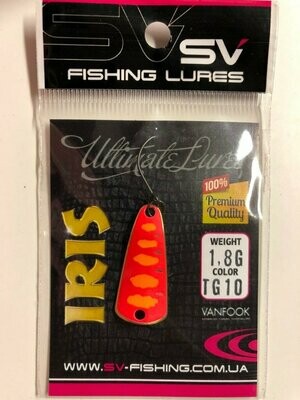 SV SV
FISHING LURES
Ultimate Lures
100%
Premium
Quality
IRIS
WEIGHT
1,8G
COLOR
TG10
VANFOOK
WWW.SV-FISHING.COM.UA